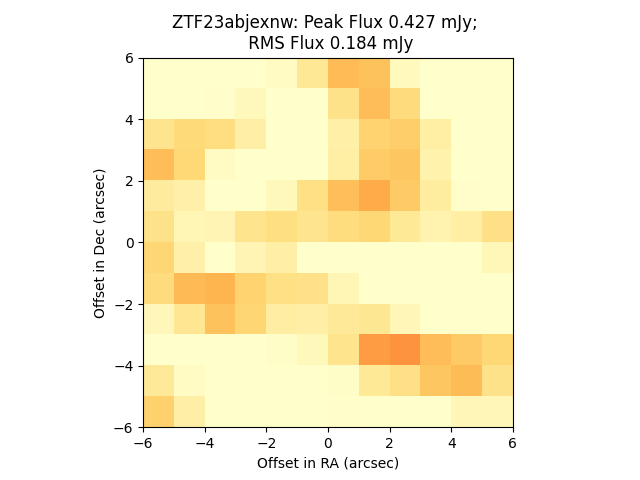 ZTF23abjexnw: Peak Flux 0.427 mJy;
RMS Flux 0.184 mJy
6
4
2
0
−2
−4
−6
Offset in Dec (arcsec)
−6 −4 −2 0 2 4 6
Offset in RA (arcsec)